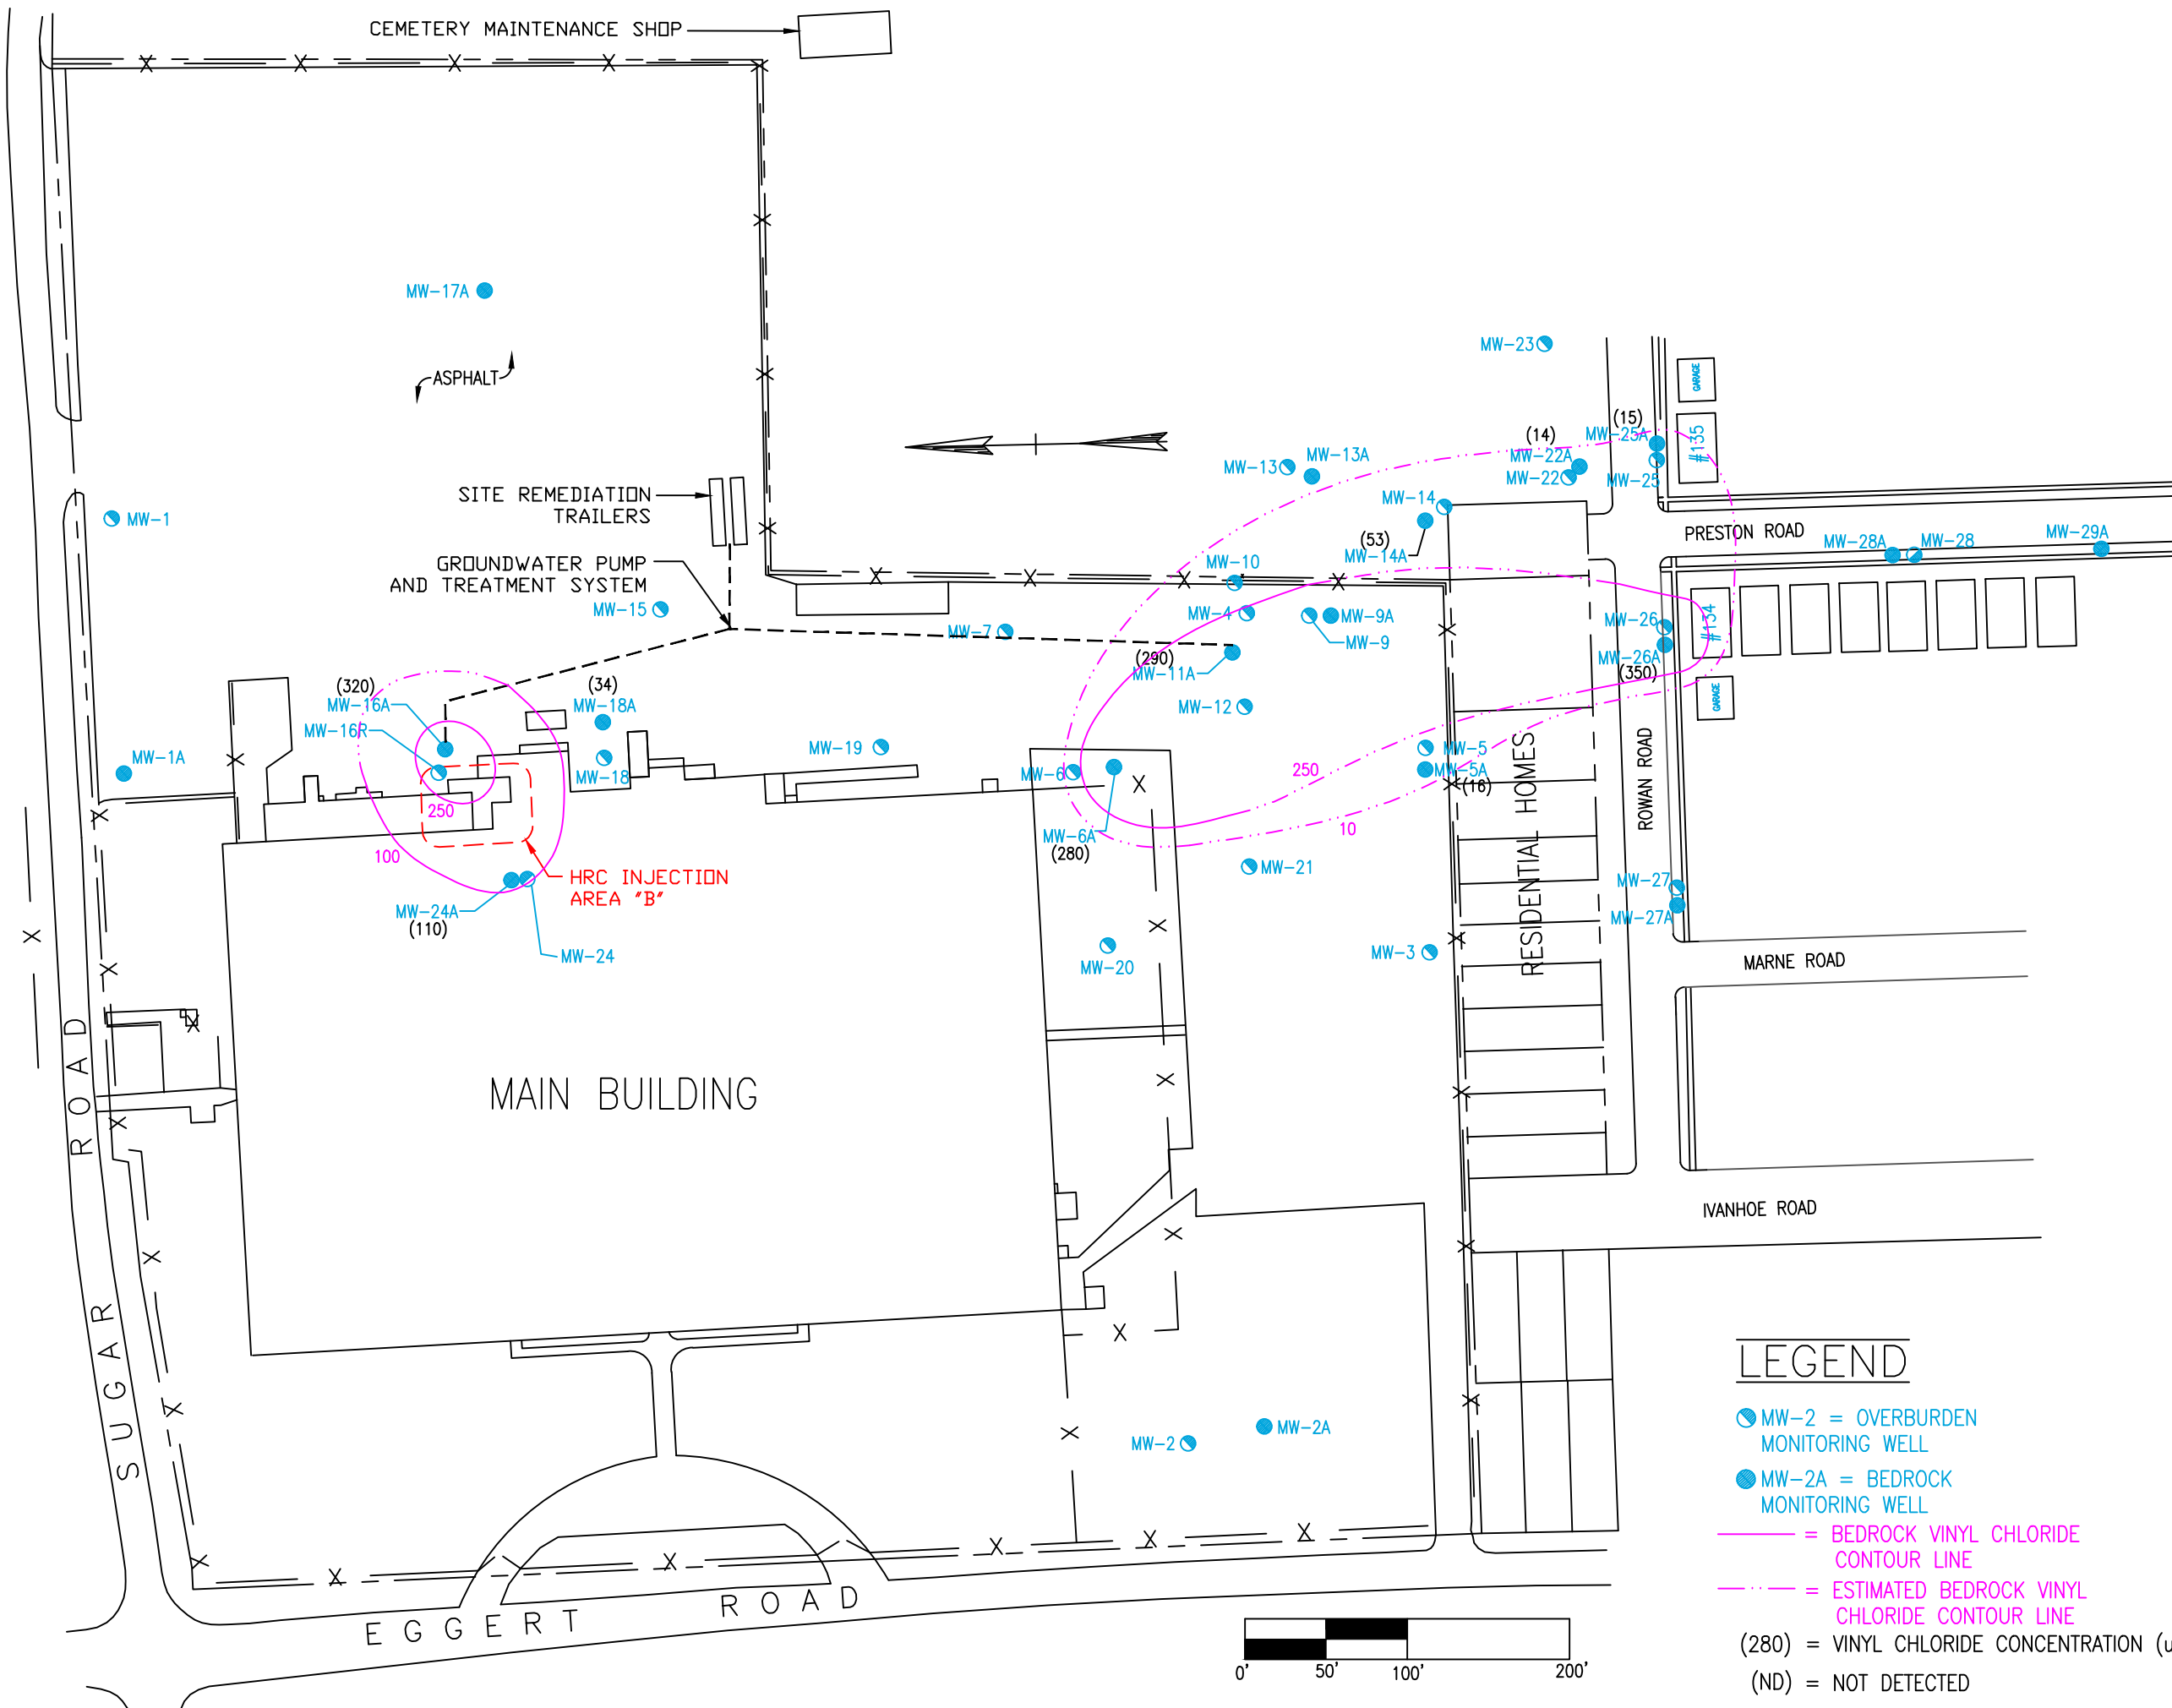 CEMETERY MAINTENANCE SHOP
MW-17A
ASPHALT
MW-23
GARAGE
(15)
(14)
MW-25A
#135
MW-13A
MW-13
MW-22A
MW-22
MW-25
SITE REMEDIATION
TRAILERS
MW-14
MW-1
PRESTON ROAD
MW-28A
MW-28
MW-29A
(53)
MW-14A
GROUNDWATER PUMP
AND TREATMENT SYSTEM
MW-10
MW-15
MW-4
MW-9A
MW-9
MW-7
MW-26
#134
MW-26A
(350)
(290)
MW-11A
GARAGE
(320)
(34)
MW-16A
MW-18A
MW-12
MW-16R
MW-19
MW-5
MW-1A
MW-18
MW-6
250
MW-5A
(16)
250
10
MW-6A
(280)
100
HRC INJECTION
AREA "B"
MW-21
MW-24A
(110)
MW-24
MW-20
MW-3
RESIDENTIAL HOMES
ROWAN ROAD
MW-27
MW-27A
MARNE ROAD
MAIN BUILDING
IVANHOE ROAD
SUGAR ROAD
MW-2
MW-2A
EGGERT ROAD
0' 50' 100' 200'
LEGEND
MW-2 = OVERBURDEN
MONITORING WELL
MW-2A = BEDROCK
MONITORING WELL
= BEDROCK VINYL CHLORIDE
CONTOUR LINE
= ESTIMATED BEDROCK VINYL
CHLORIDE CONTOUR LINE
(280) = VINYL CHLORIDE CONCENTRATION (u
(ND) = NOT DETECTED